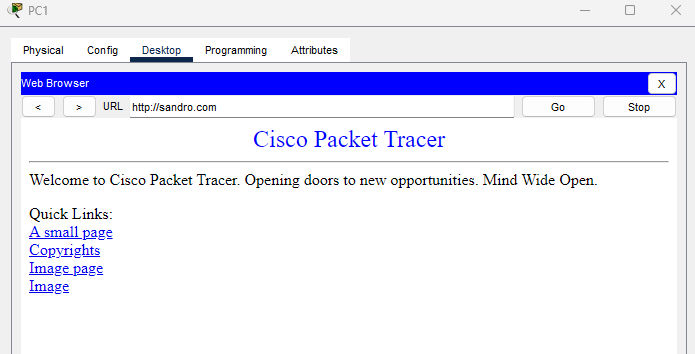 PC1
Physical Config Desktop Programming Attributes
Web Browser X
< > URL http://sandro.com Go Stop
Cisco Packet Tracer
Welcome to Cisco Packet Tracer. Opening doors to new opportunities. Mind Wide Open.
Quick Links:
A small page
Copyrights
Image page
Image